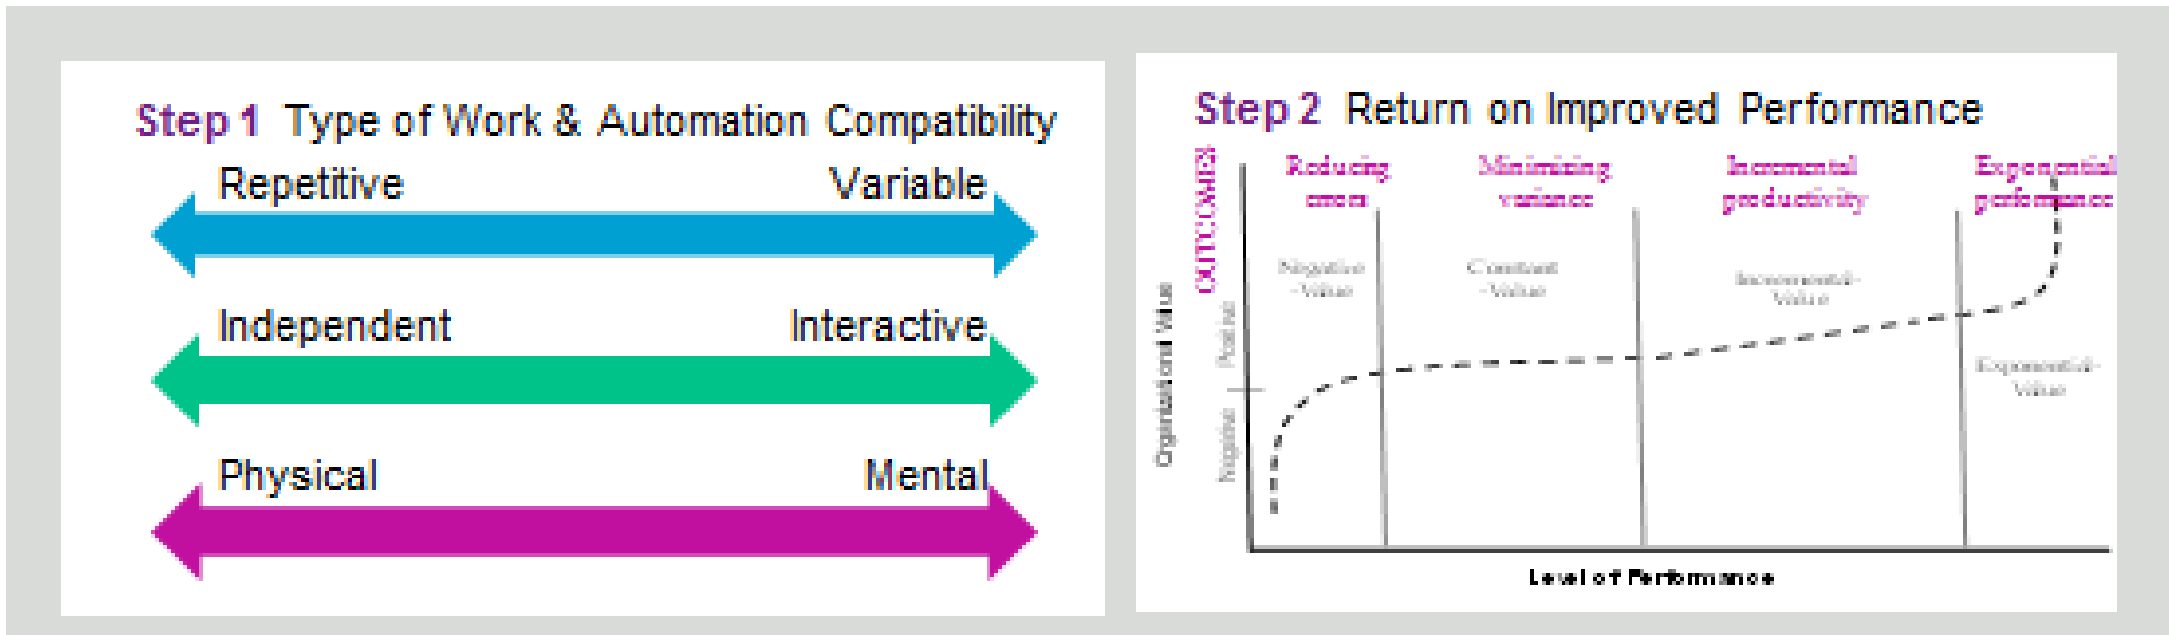 Step 1 Type of Work & Automation Compatibility
Repetitive Variable
Independent Interactive
Physical Mental
Step 2 Return on Improved Performance
OUTCOMES
Reducing
errors
Minimizing
variance
Incremental
productivity
Exponential
performance
Negative
-Value
Constant
-Value
Incremental-
Value
Exponential-
Value
Organizational Value
Positive
Negative
Level of Performance